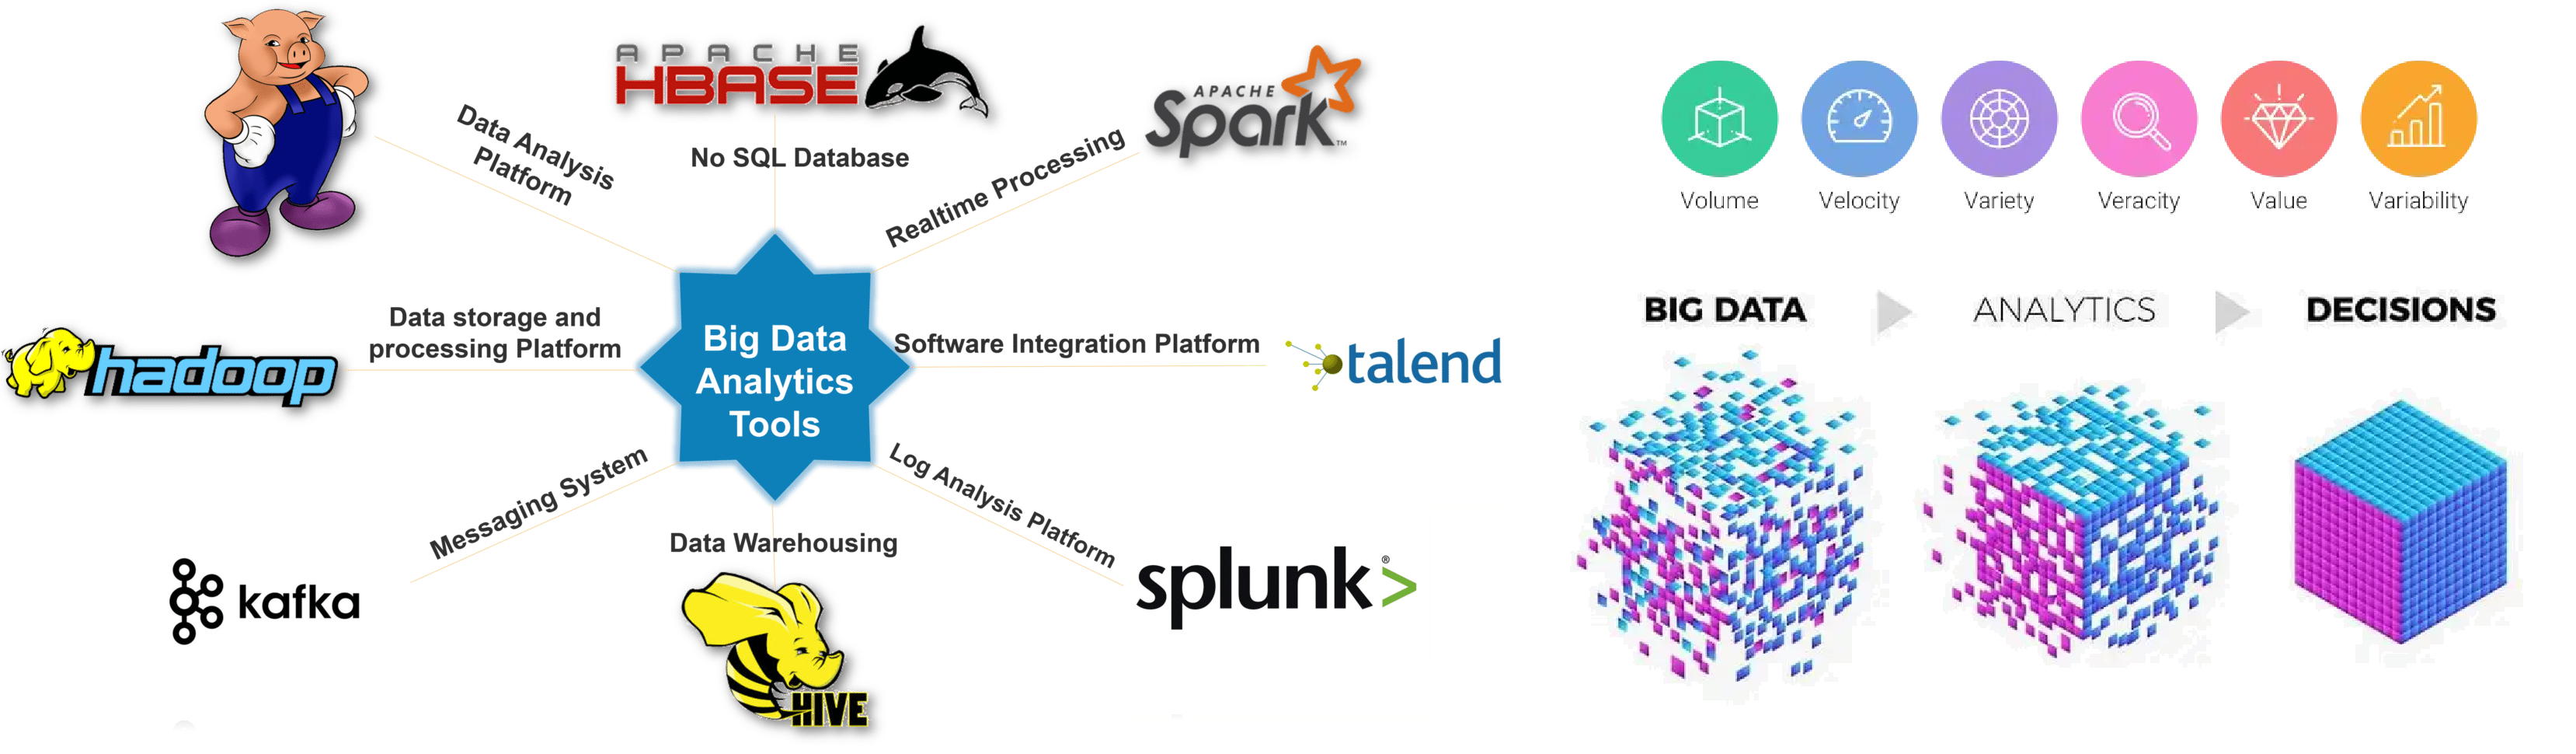 Data Analysis
Platform
APACHE
HBASE
No SQL Database
APACHE
Spark™
Realtime Processing
Data storage and
processing Platform
hadoop
Big Data
Analytics
Tools
Software Integration Platform
talend
Messaging System
kafka
Data Warehousing
HIVE
Log Analysis Platform
splunk>®
Volume
Velocity
Variety
Veracity
Value
Variability
BIG DATA
ANALYTICS
DECISIONS